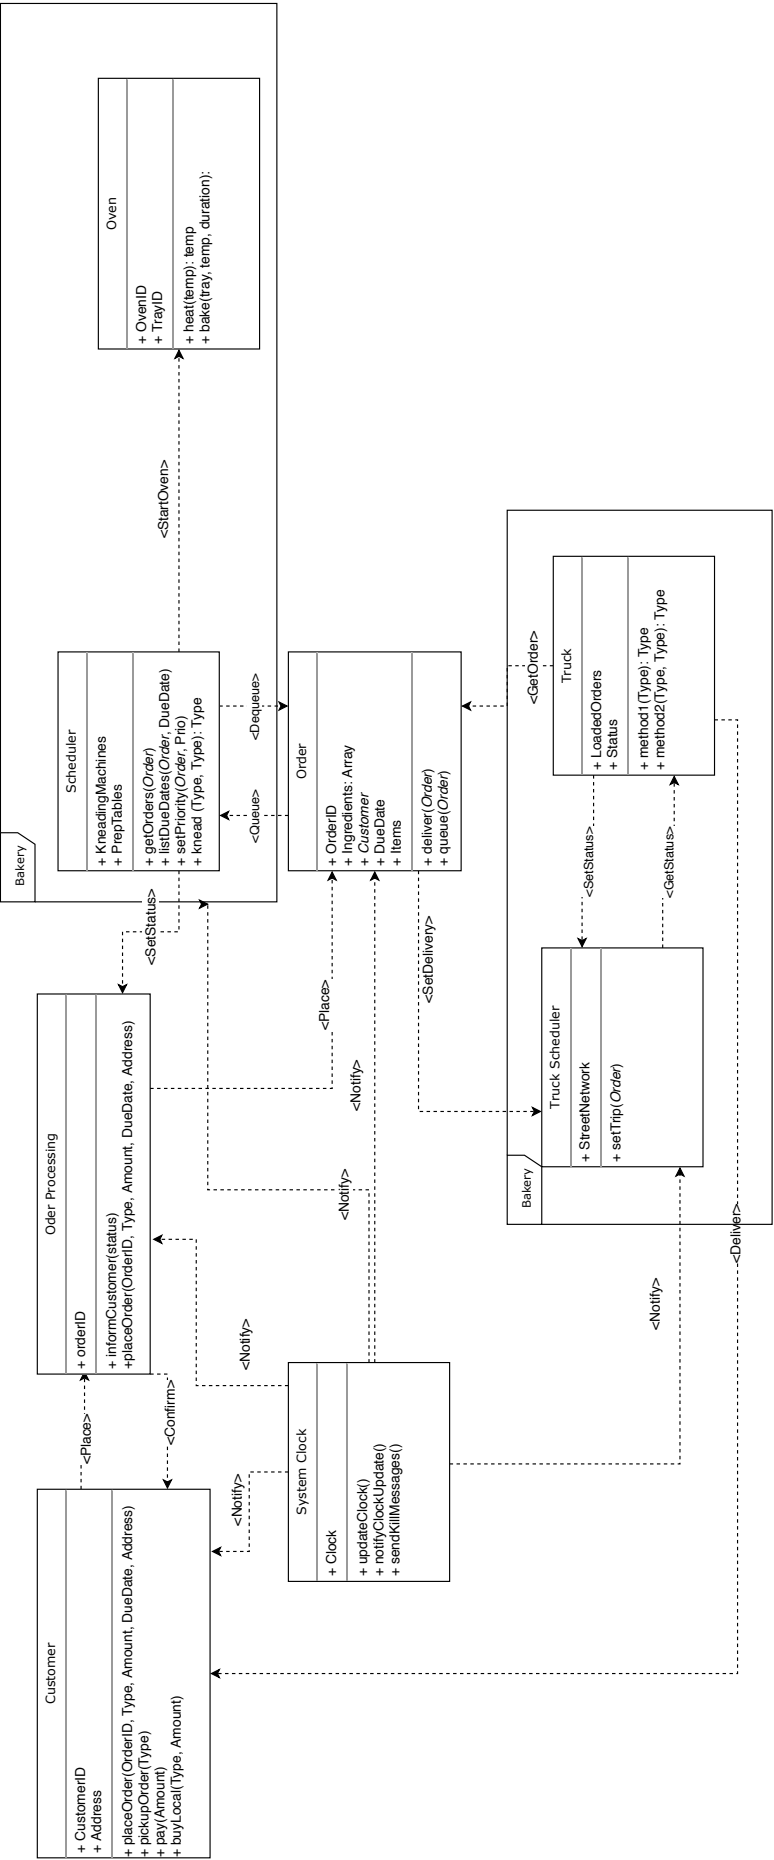 Customer
+ CustomerID
+ Address
+ placeOrder(OrderID, Type, Amount, DueDate, Address)
+ pickupOrder(Type)
+ pay(Amount)
+ buyLocal(Type, Amount)
<Place>
<Confirm>
Oder Processing
+ orderID
+ informCustomer(status)
+placeOrder(OrderID, Type, Amount, DueDate, Address)
<SetStatus>
Bakery
Scheduler
+ KneadingMachines
+ PrepTables
+ getOrders(Order)
+ listDueDates(Order, DueDate)
+ setPriority(Order, Prio)
+ knead (Type, Type): Type
<StartOven>
Oven
+ OvenID
+ TrayID
+ heat(temp): temp
+ bake(tray, temp, duration):
<Notify>
<Notify>
System Clock
+ Clock
+ updateClock()
+ notifyClockUpdate()
+ sendKillMessages()
<Notify>
<Notify>
<Place>
<Queue>
<Dequeue>
Order
+ OrderID
+ Ingredients: Array
+ Customer
+ DueDate
+ Items
+ deliver(Order)
+ queue(Order)
<SetDelivery>
<GetOrder>
<Notify>
Bakery
Truck Scheduler
+ StreetNetwork
+ setTrip(Order)
<SetStatus>
<GetStatus>
Truck
+ LoadedOrders
+ Status
+ method1(Type): Type
+ method2(Type, Type): Type
<Deliver>